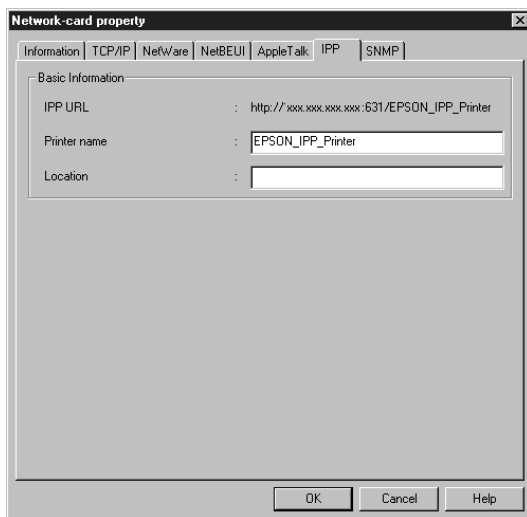 Network-card property
Information TCP/IP NetWare NetBEUI AppleTalk IPP SNMP
Basic Information
IPP URL : http://xxx.xxx.xxx.xxx:631/EPSON_IPP_Printer
Printer name : EPSON_IPP_Printer
Location :
OK Cancel Help